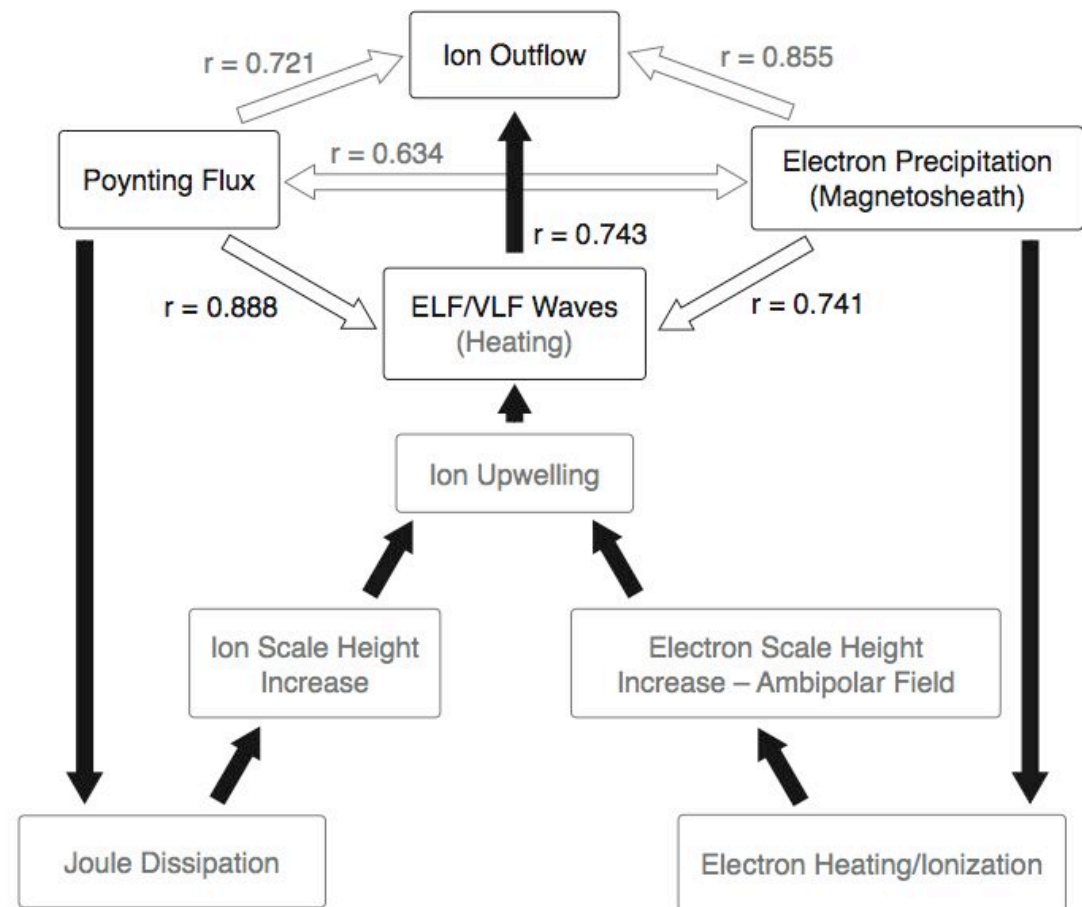 Ion Outflow
r = 0.721
r = 0.855
Poynting Flux
r = 0.634
Electron Precipitation
(Magnetosheath)
r = 0.743
r = 0.888
ELF/VLF Waves
(Heating)
r = 0.741
Ion Upwelling
Ion Scale Height
Increase
Electron Scale Height
Increase – Ambipolar Field
Joule Dissipation
Electron Heating/Ionization